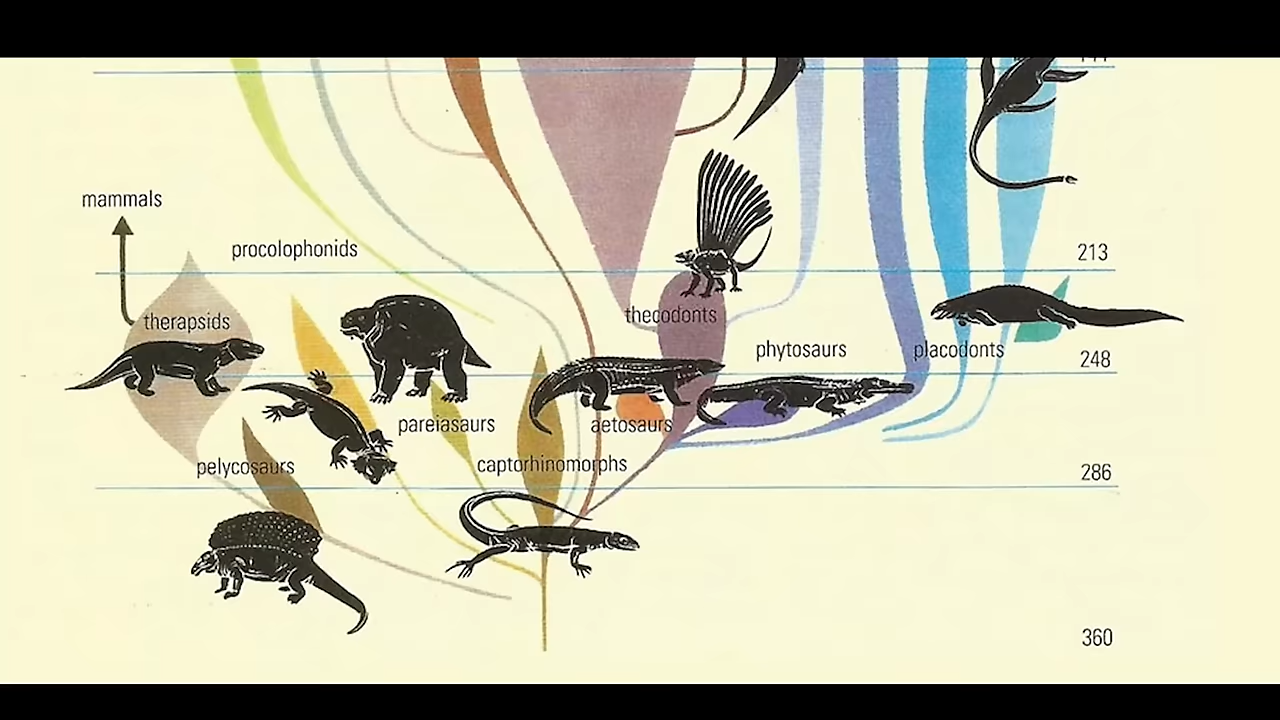 mammals
procolophonids
213
therapsids
thecodonts
phytosaurs
placodonts
248
pareiasaurs
aetosaurs
pelycosaurs
captorhinomorphs
286
360